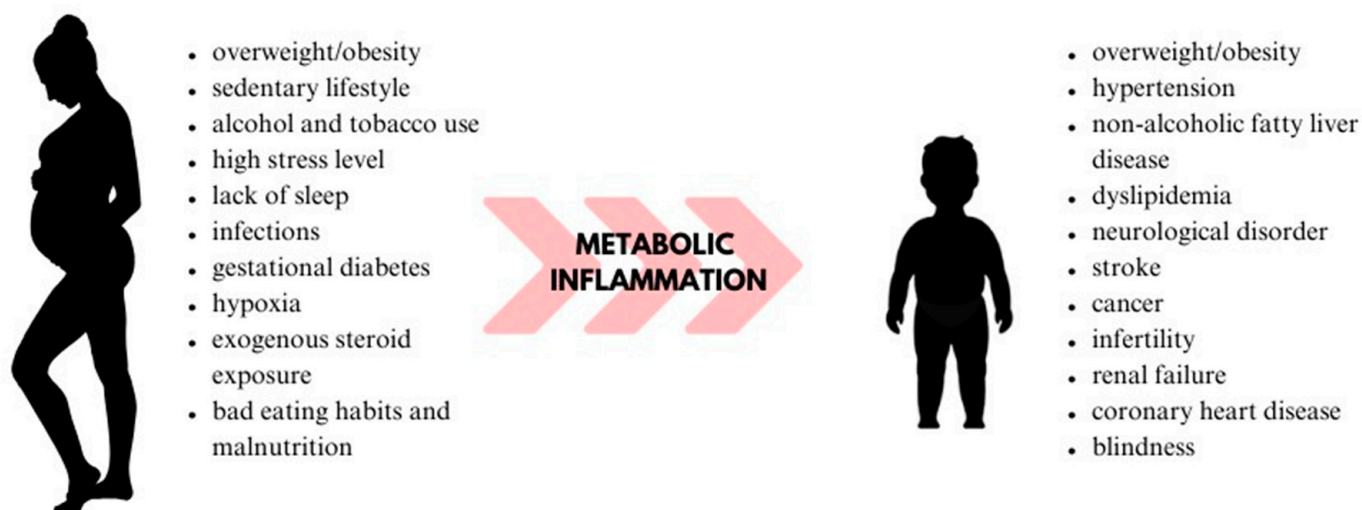 • overweight/obesity
• sedentary lifestyle
• alcohol and tobacco use
• high stress level
• lack of sleep
• infections
• gestational diabetes
• hypoxia
• exogenous steroid
exposure
• bad eating habits and
malnutrition
METABOLIC
INFLAMMATION
• overweight/obesity
• hypertension
• non-alcoholic fatty liver
disease
• dyslipidemia
• neurological disorder
• stroke
• cancer
• infertility
• renal failure
• coronary heart disease
• blindness